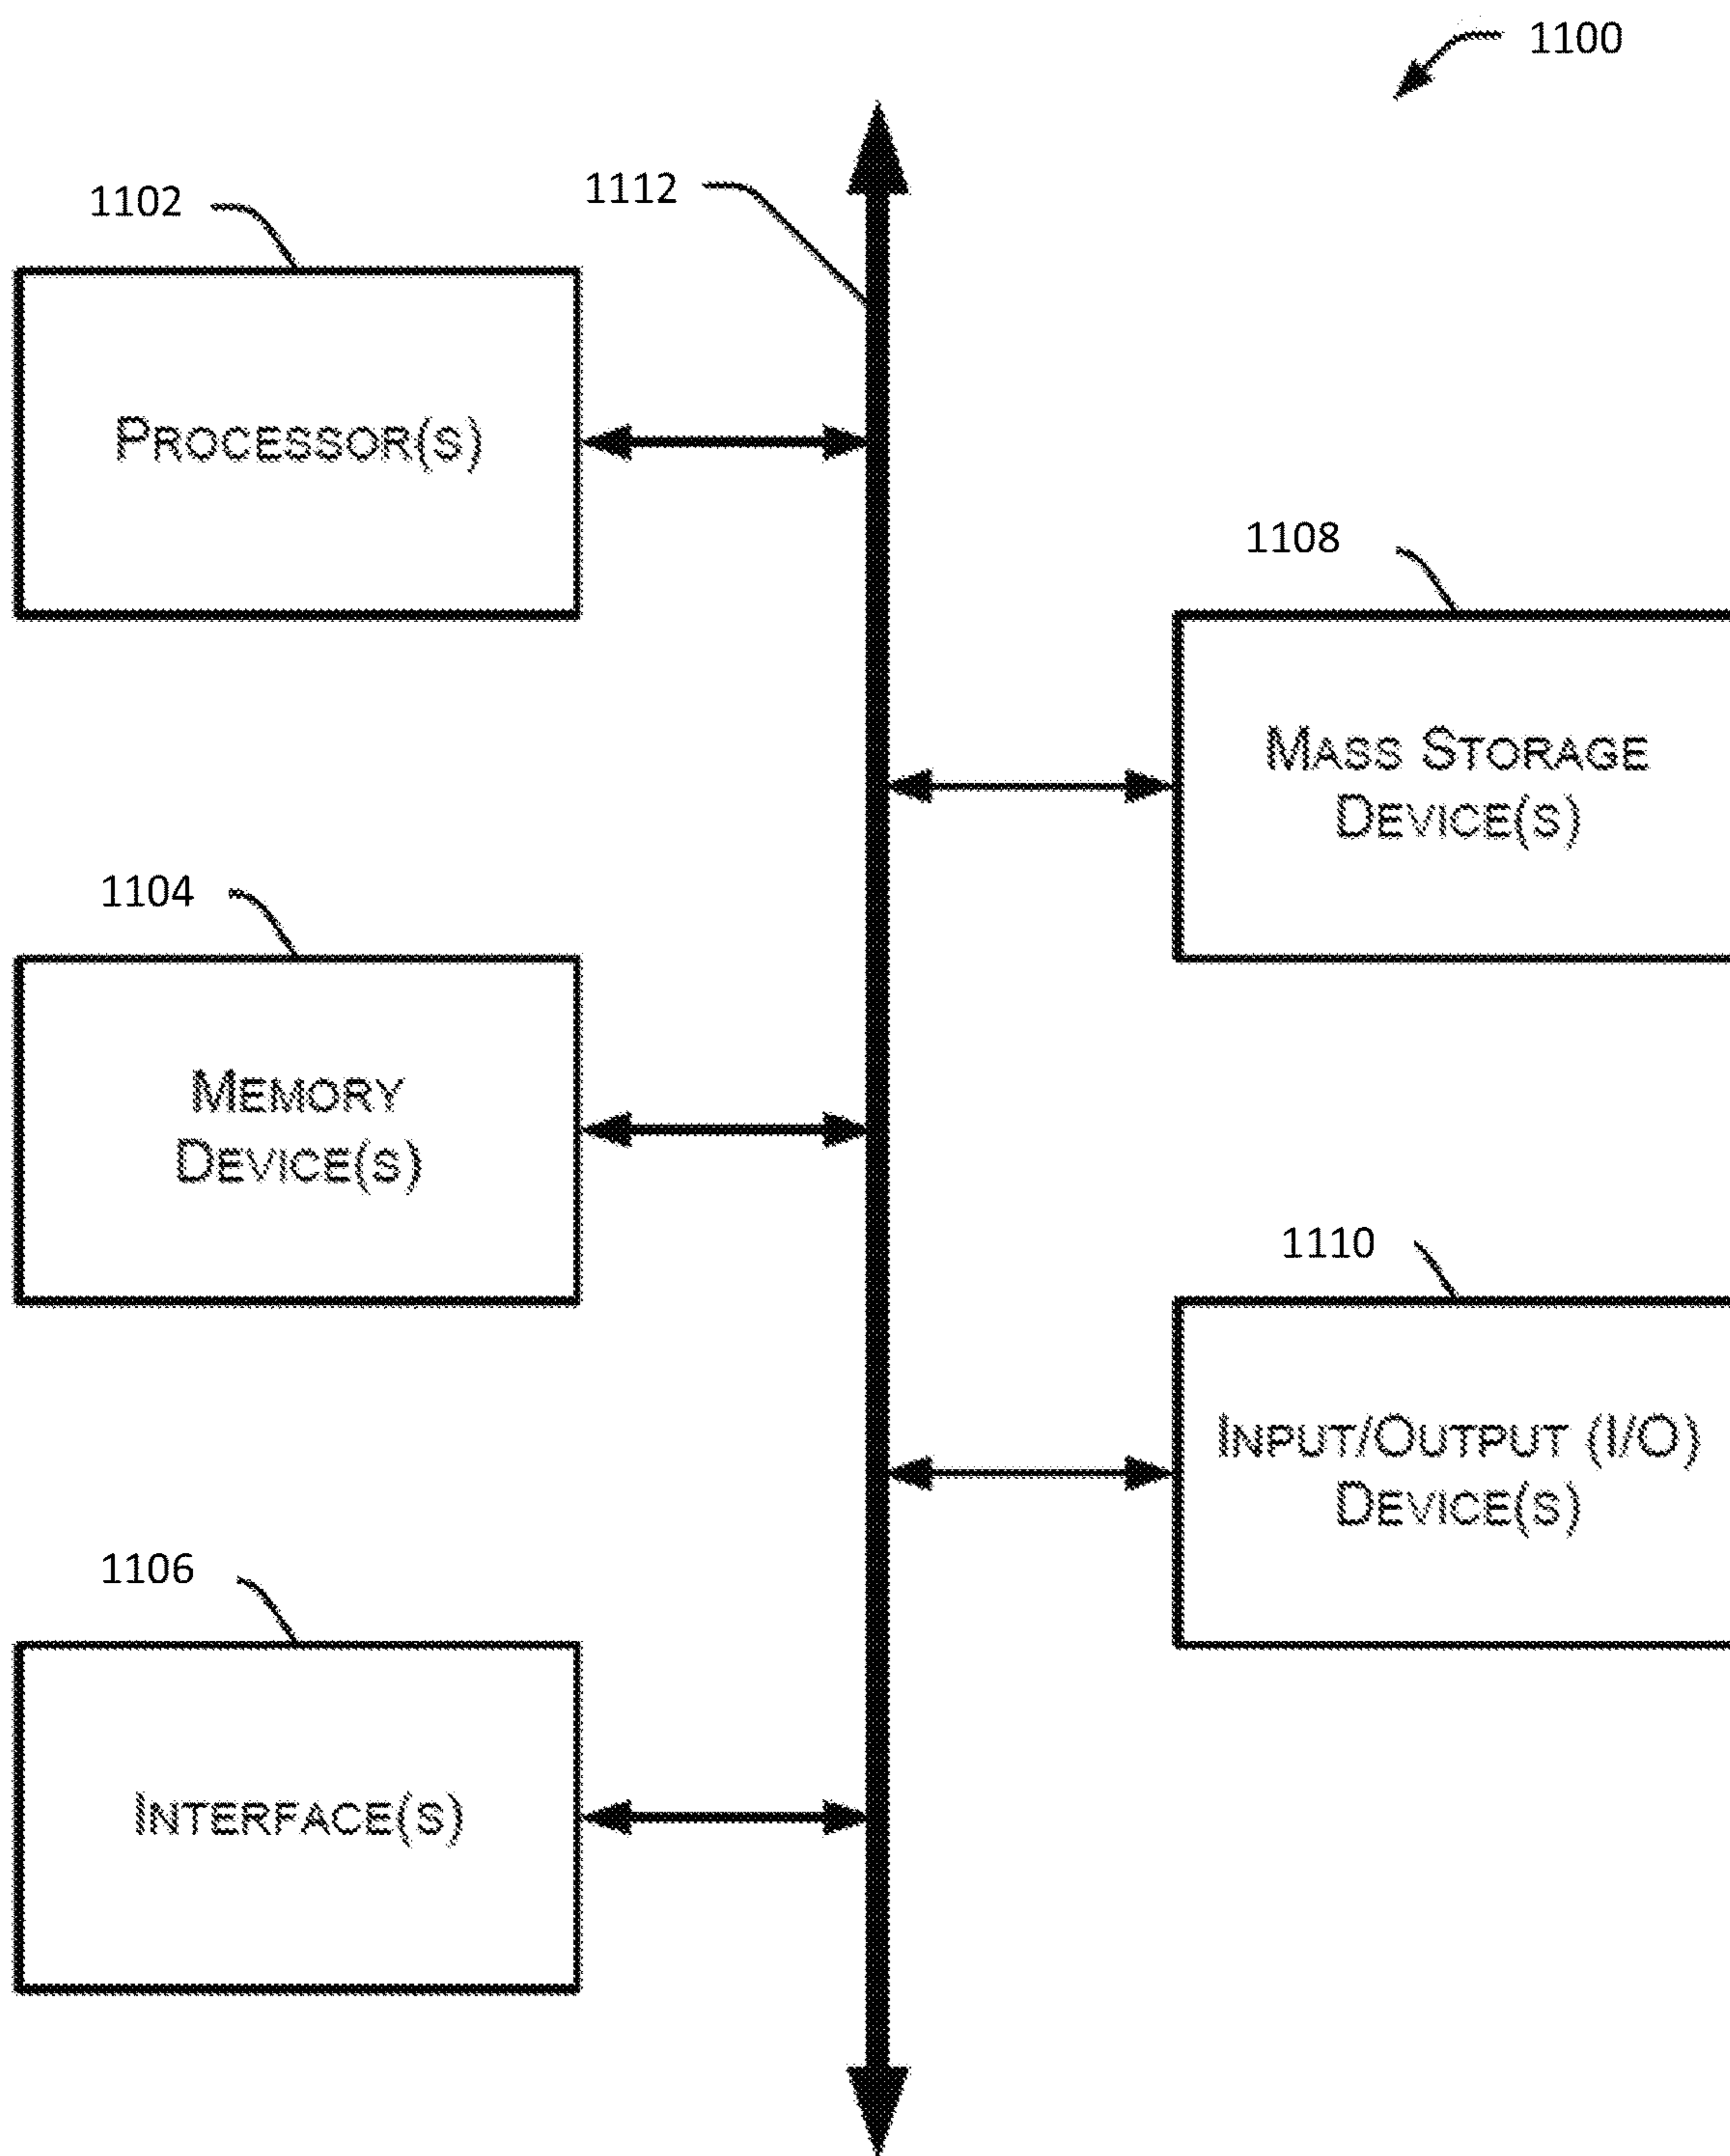 1100
1102
1112
PROCESSOR(S)
1108
MASS STORAGE
DEVICE(S)
1104
MEMORY
DEVICE(S)
1110
INPUT/OUTPUT (I/O)
DEVICE(S)
1106
INTERFACE(S)